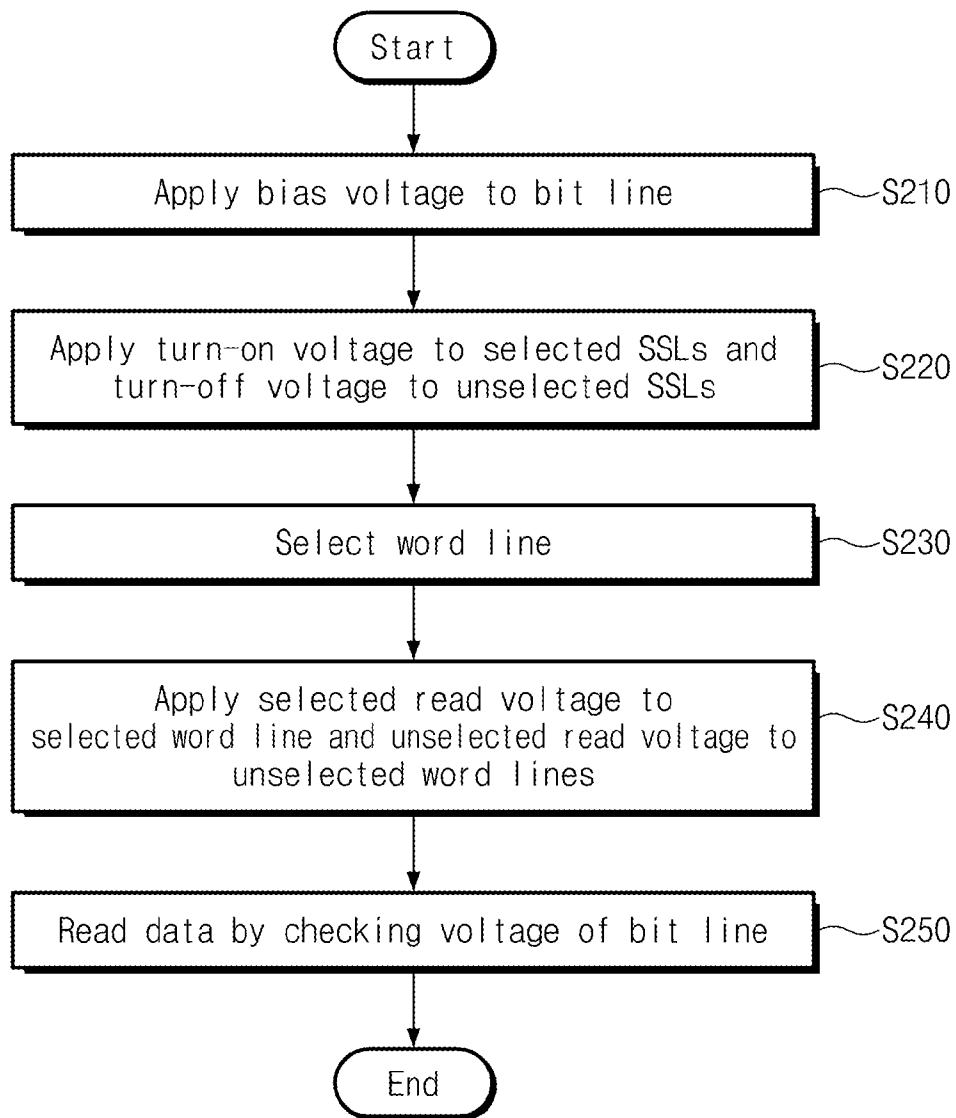 Start
Apply bias voltage to bit line
S210
Apply turn-on voltage to selected SSLs and
turn-off voltage to unselected SSLs
S220
Select word line
S230
Apply selected read voltage to
selected word line and unselected read voltage to
unselected word lines
S240
Read data by checking voltage of bit line
S250
End